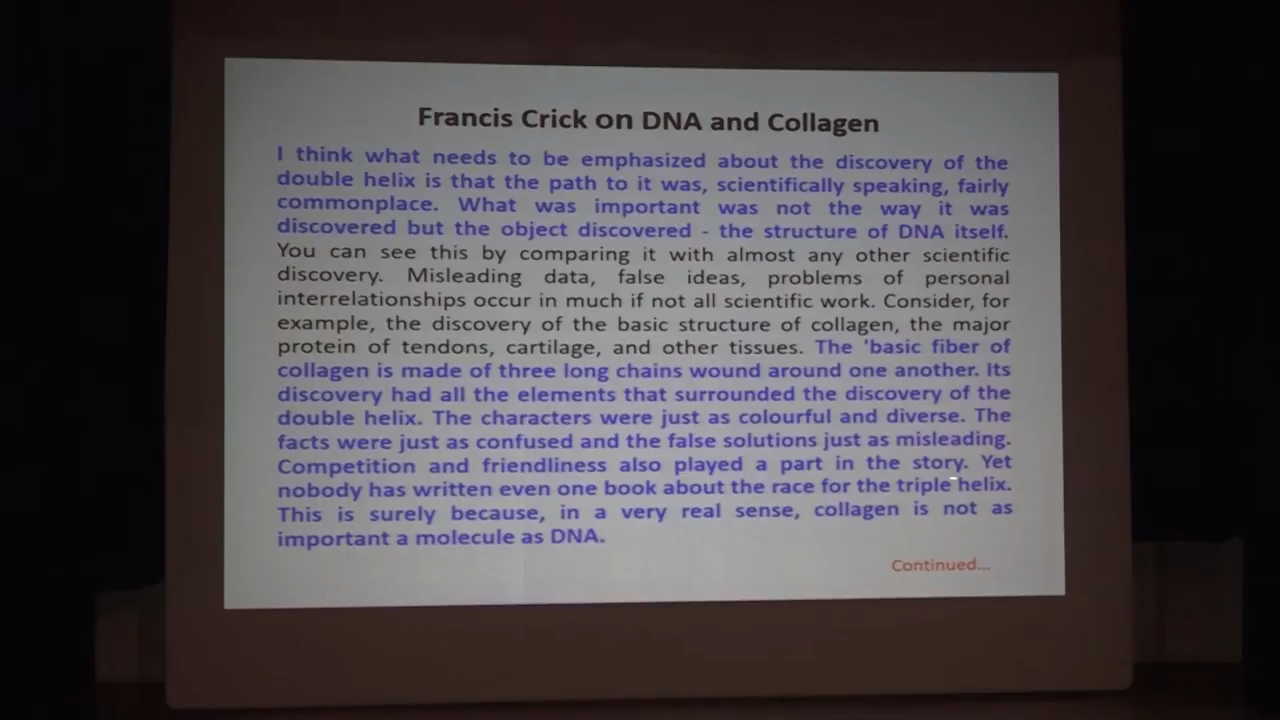 Francis Crick on DNA and Collagen
I think what needs to be emphasized about the discovery of the
double helix is that the path to it was, scientifically speaking, fairly
commonplace. What was important was not the way it was
discovered but the object discovered - the structure of DNA itself.
You can see this by comparing it with almost any other scientific
discovery. Misleading data, false ideas, problems of personal
interrelationships occur in much if not all scientific work. Consider, for
example, the discovery of the basic structure of collagen, the major
protein of tendons, cartilage, and other tissues. The 'basic fiber of
collagen is made of three long chains wound around one another. Its
discovery had all the elements that surrounded the discovery of the
double helix. The characters were just as colourful and diverse. The
facts were just as confused and the false solutions just as misleading.
Competition and friendliness also played a part in the story. Yet
nobody has written even one book about the race for the triple helix.
This is surely because, in a very real sense, collagen is not as
important a molecule as DNA.
Continued...